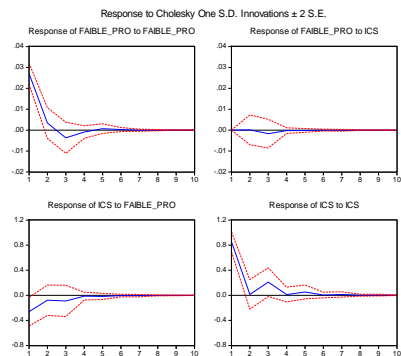 Response to Cholesky One S.D. Innovations ± 2 S.E.
Response of FAIBLE_PRO to FAIBLE_PRO
.04
.03
.02
.01
.00
-.01
-.02
1 2 3 4 5 6 7 8 9 10
Response of FAIBLE_PRO to ICS
.04
.03
.02
.01
.00
-.01
-.02
1 2 3 4 5 6 7 8 9 10
Response of ICS to FAIBLE_PRO
1.2
0.8
0.4
0.0
-0.4
-0.8
1 2 3 4 5 6 7 8 9 10
Response of ICS to ICS
1.2
0.8
0.4
0.0
-0.4
-0.8
1 2 3 4 5 6 7 8 9 10